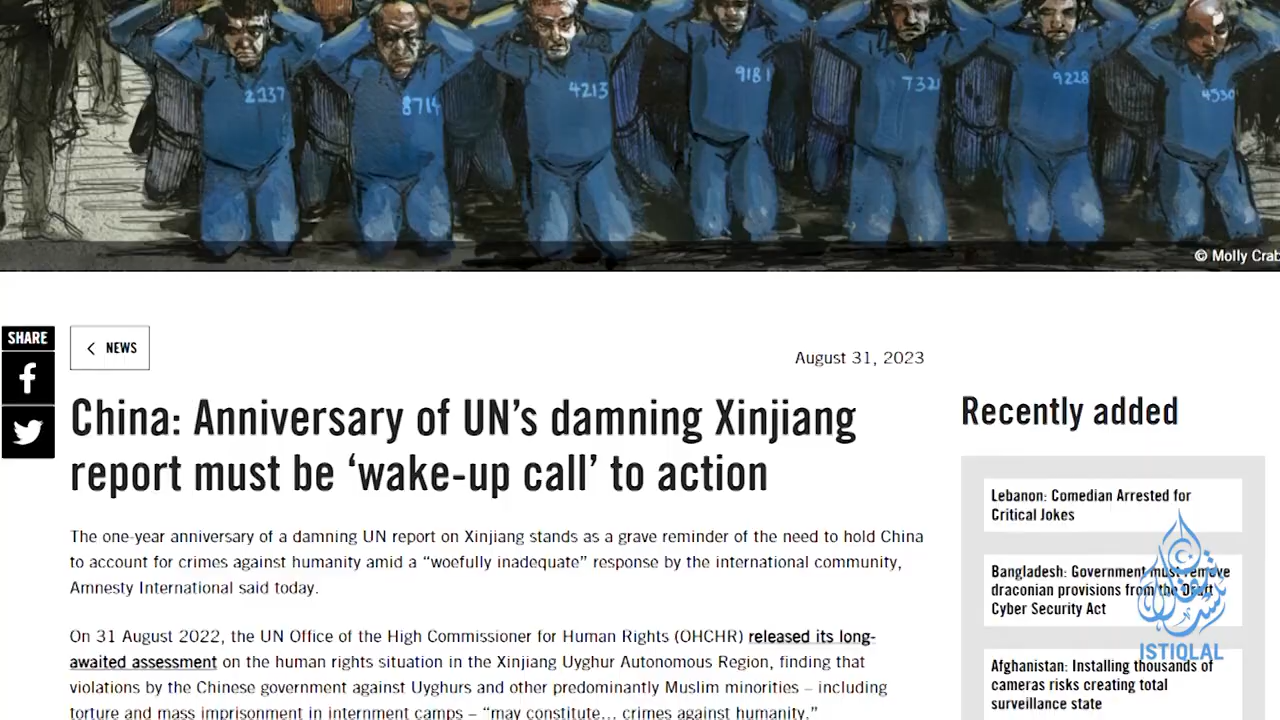 2137
8714
4213
9181
7321
9228
4530
© Molly Crab
SHARE
NEWS
August 31, 2023
China: Anniversary of UN’s damning Xinjiang
report must be ‘wake-up call’ to action
The one-year anniversary of a damning UN report on Xinjiang stands as a grave reminder of the need to hold China
to account for crimes against humanity amid a “woefully inadequate” response by the international community,
Amnesty International said today.
On 31 August 2022, the UN Office of the High Commissioner for Human Rights (OHCHR) released its long-
awaited assessment on the human rights situation in the Xinjiang Uyghur Autonomous Region, finding that
violations by the Chinese government against Uyghurs and other predominantly Muslim minorities – including
torture and mass imprisonment in internment camps – “may constitute… crimes against humanity.”
Recently added
Lebanon: Comedian Arrested for
Critical Jokes
Bangladesh: Government must remove
draconian provisions from the Draft
Cyber Security Act
Afghanistan: Installing thousands of
cameras risks creating total
surveillance state
ISTIQLAL